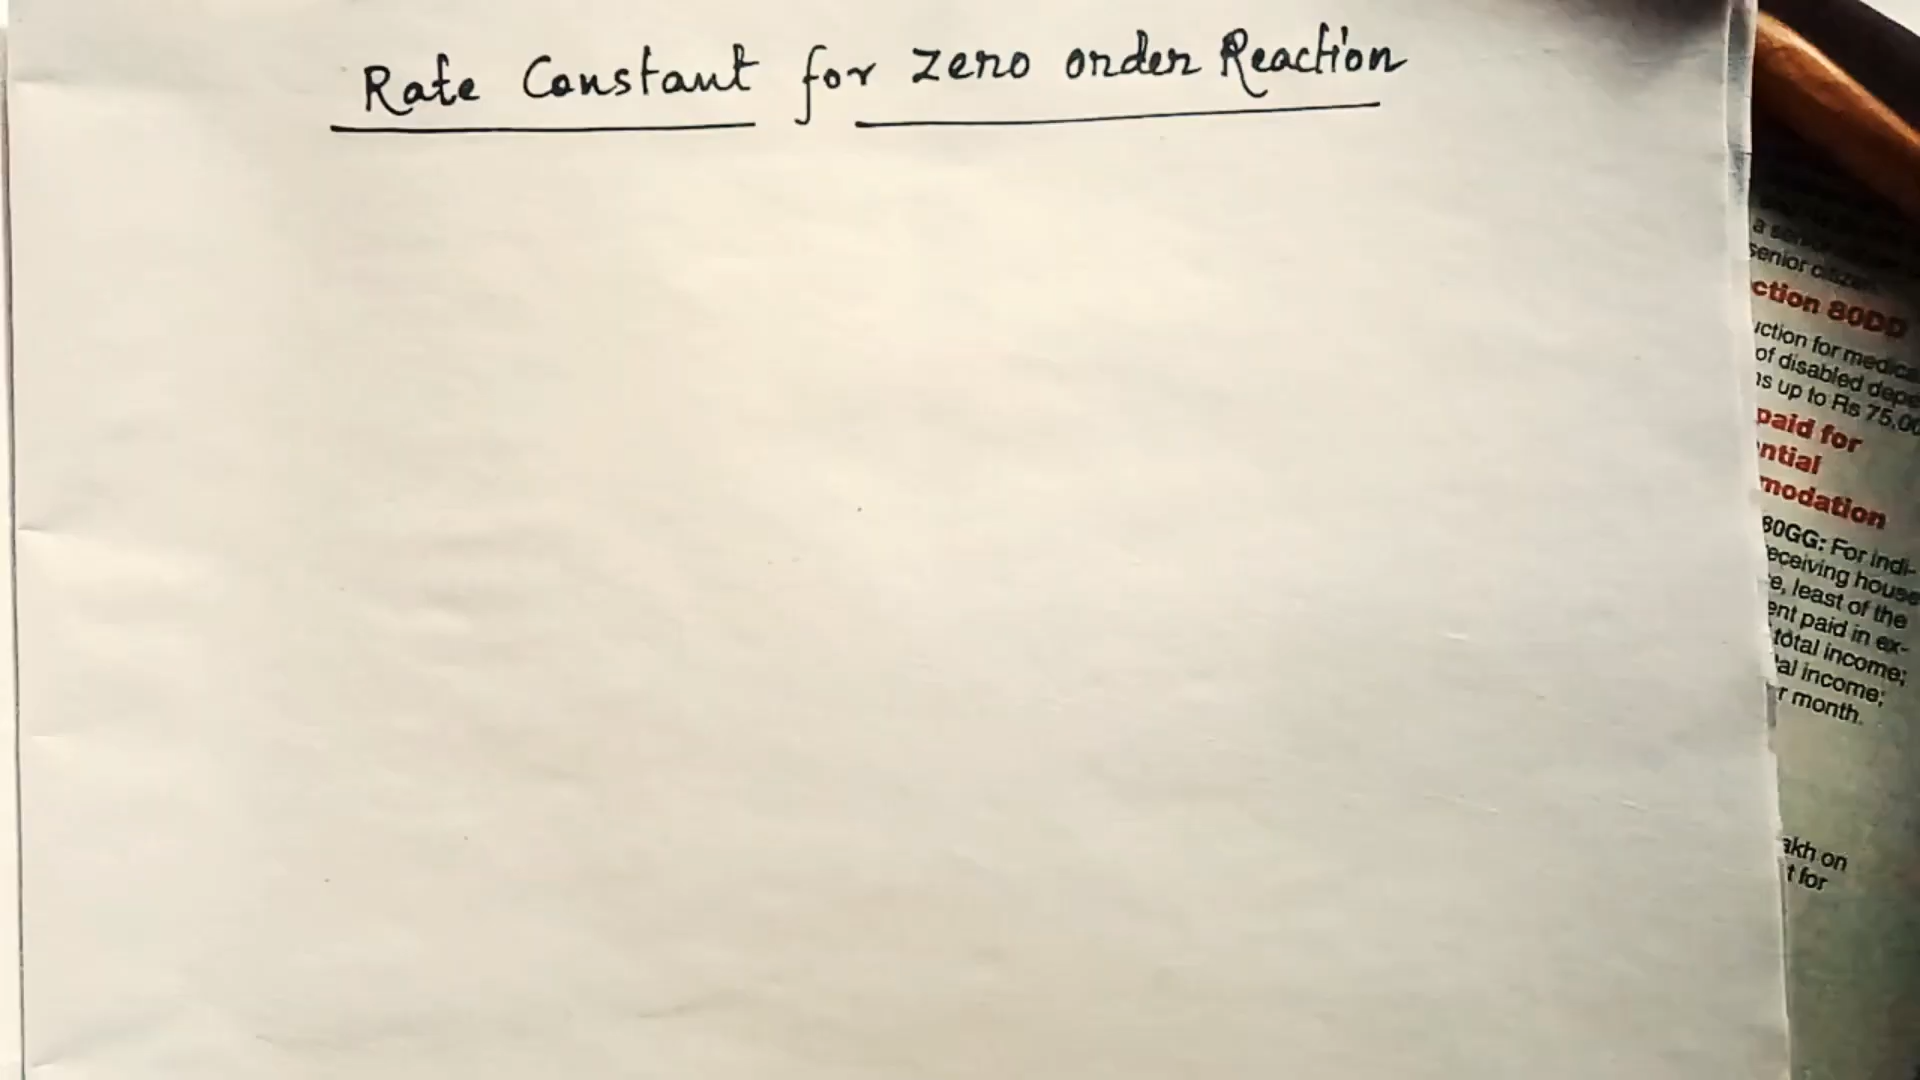 Rate Constant for zero order Reaction
senior
ction 80DD
uction for medica
of disabled depe
ns up to Rs 75,00
paid for
ntial
modation
80GG: For indi-
eceiving house
e, least of the
ent paid in ex-
total income;
al income;
r month.
akh on
t for